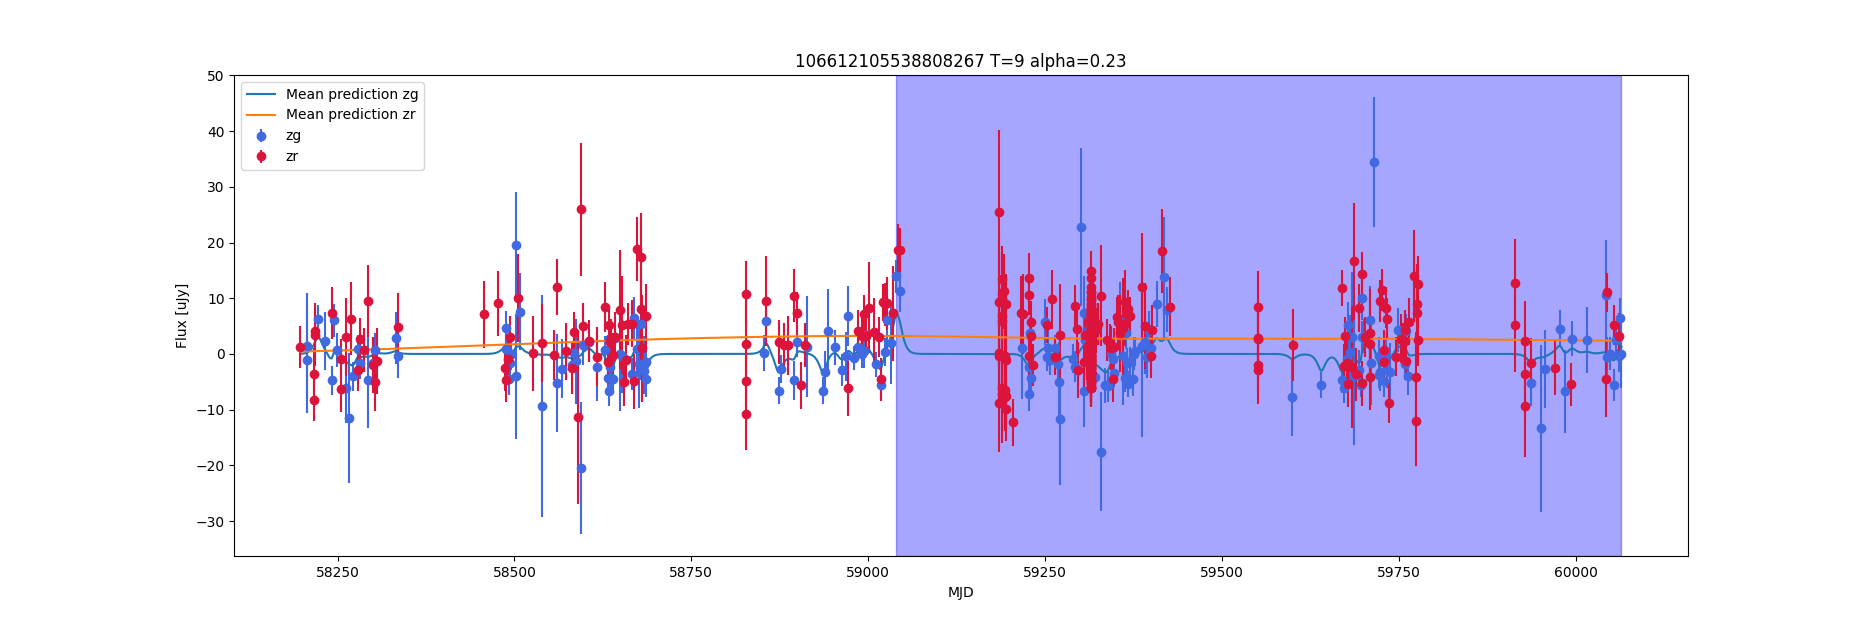 106612105538808267 T=9 alpha=0.23
Mean prediction zg
Mean prediction zr
zg
zr
Flux [uJy]
50
40
30
20
10
0
−10
−20
−30
58250 58500 58750 59000 59250 59500 59750 60000
MJD